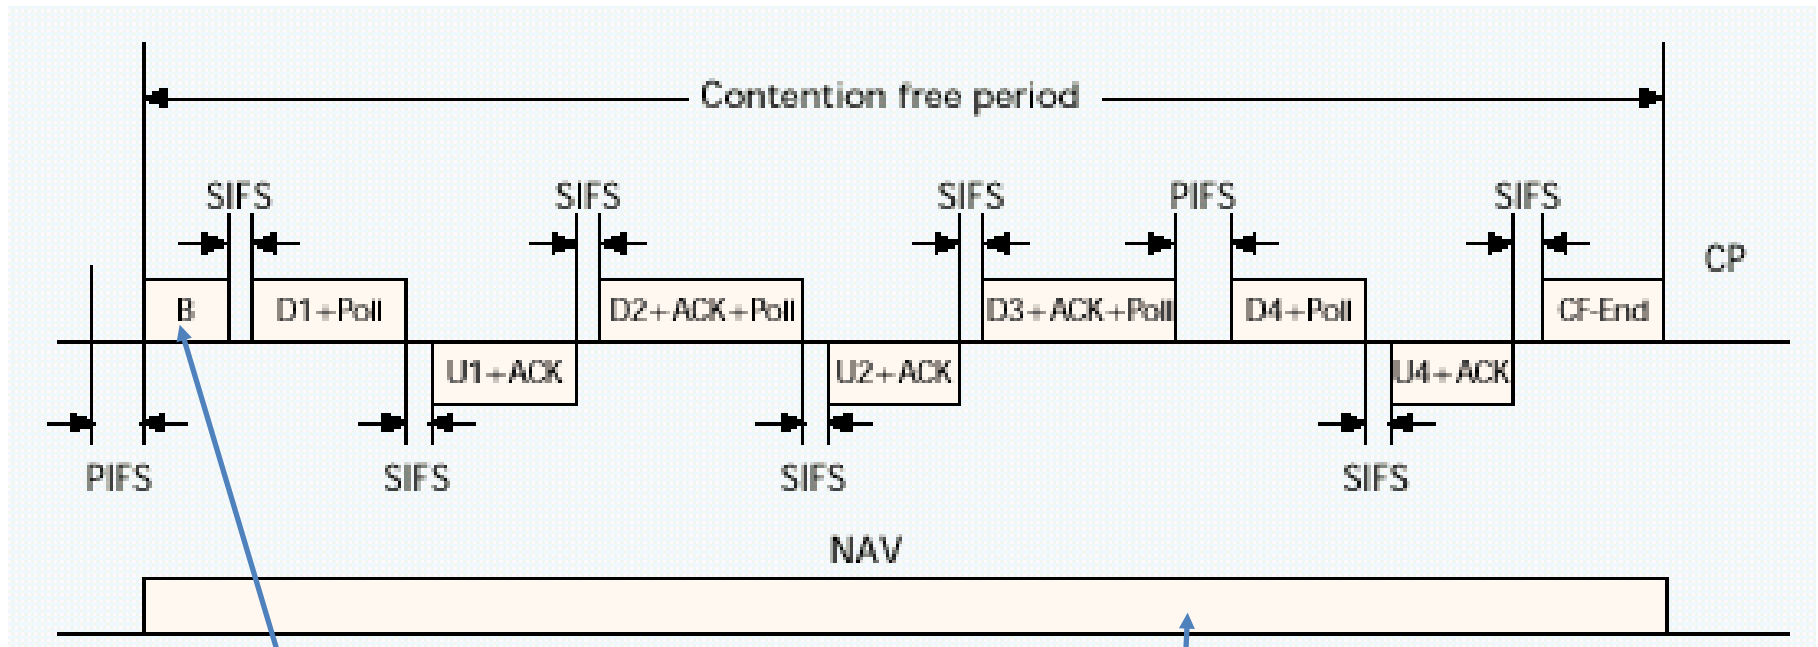 Contention free period
SIFS SIFS SIFS PIFS SIFS
CP
B D1+Poll D2+ACK+Poll D3+ACK+Poll D4+Poll CF-End
U1+ACK U2+ACK U4+ACK
PIFS SIFS SIFS SIFS
NAV